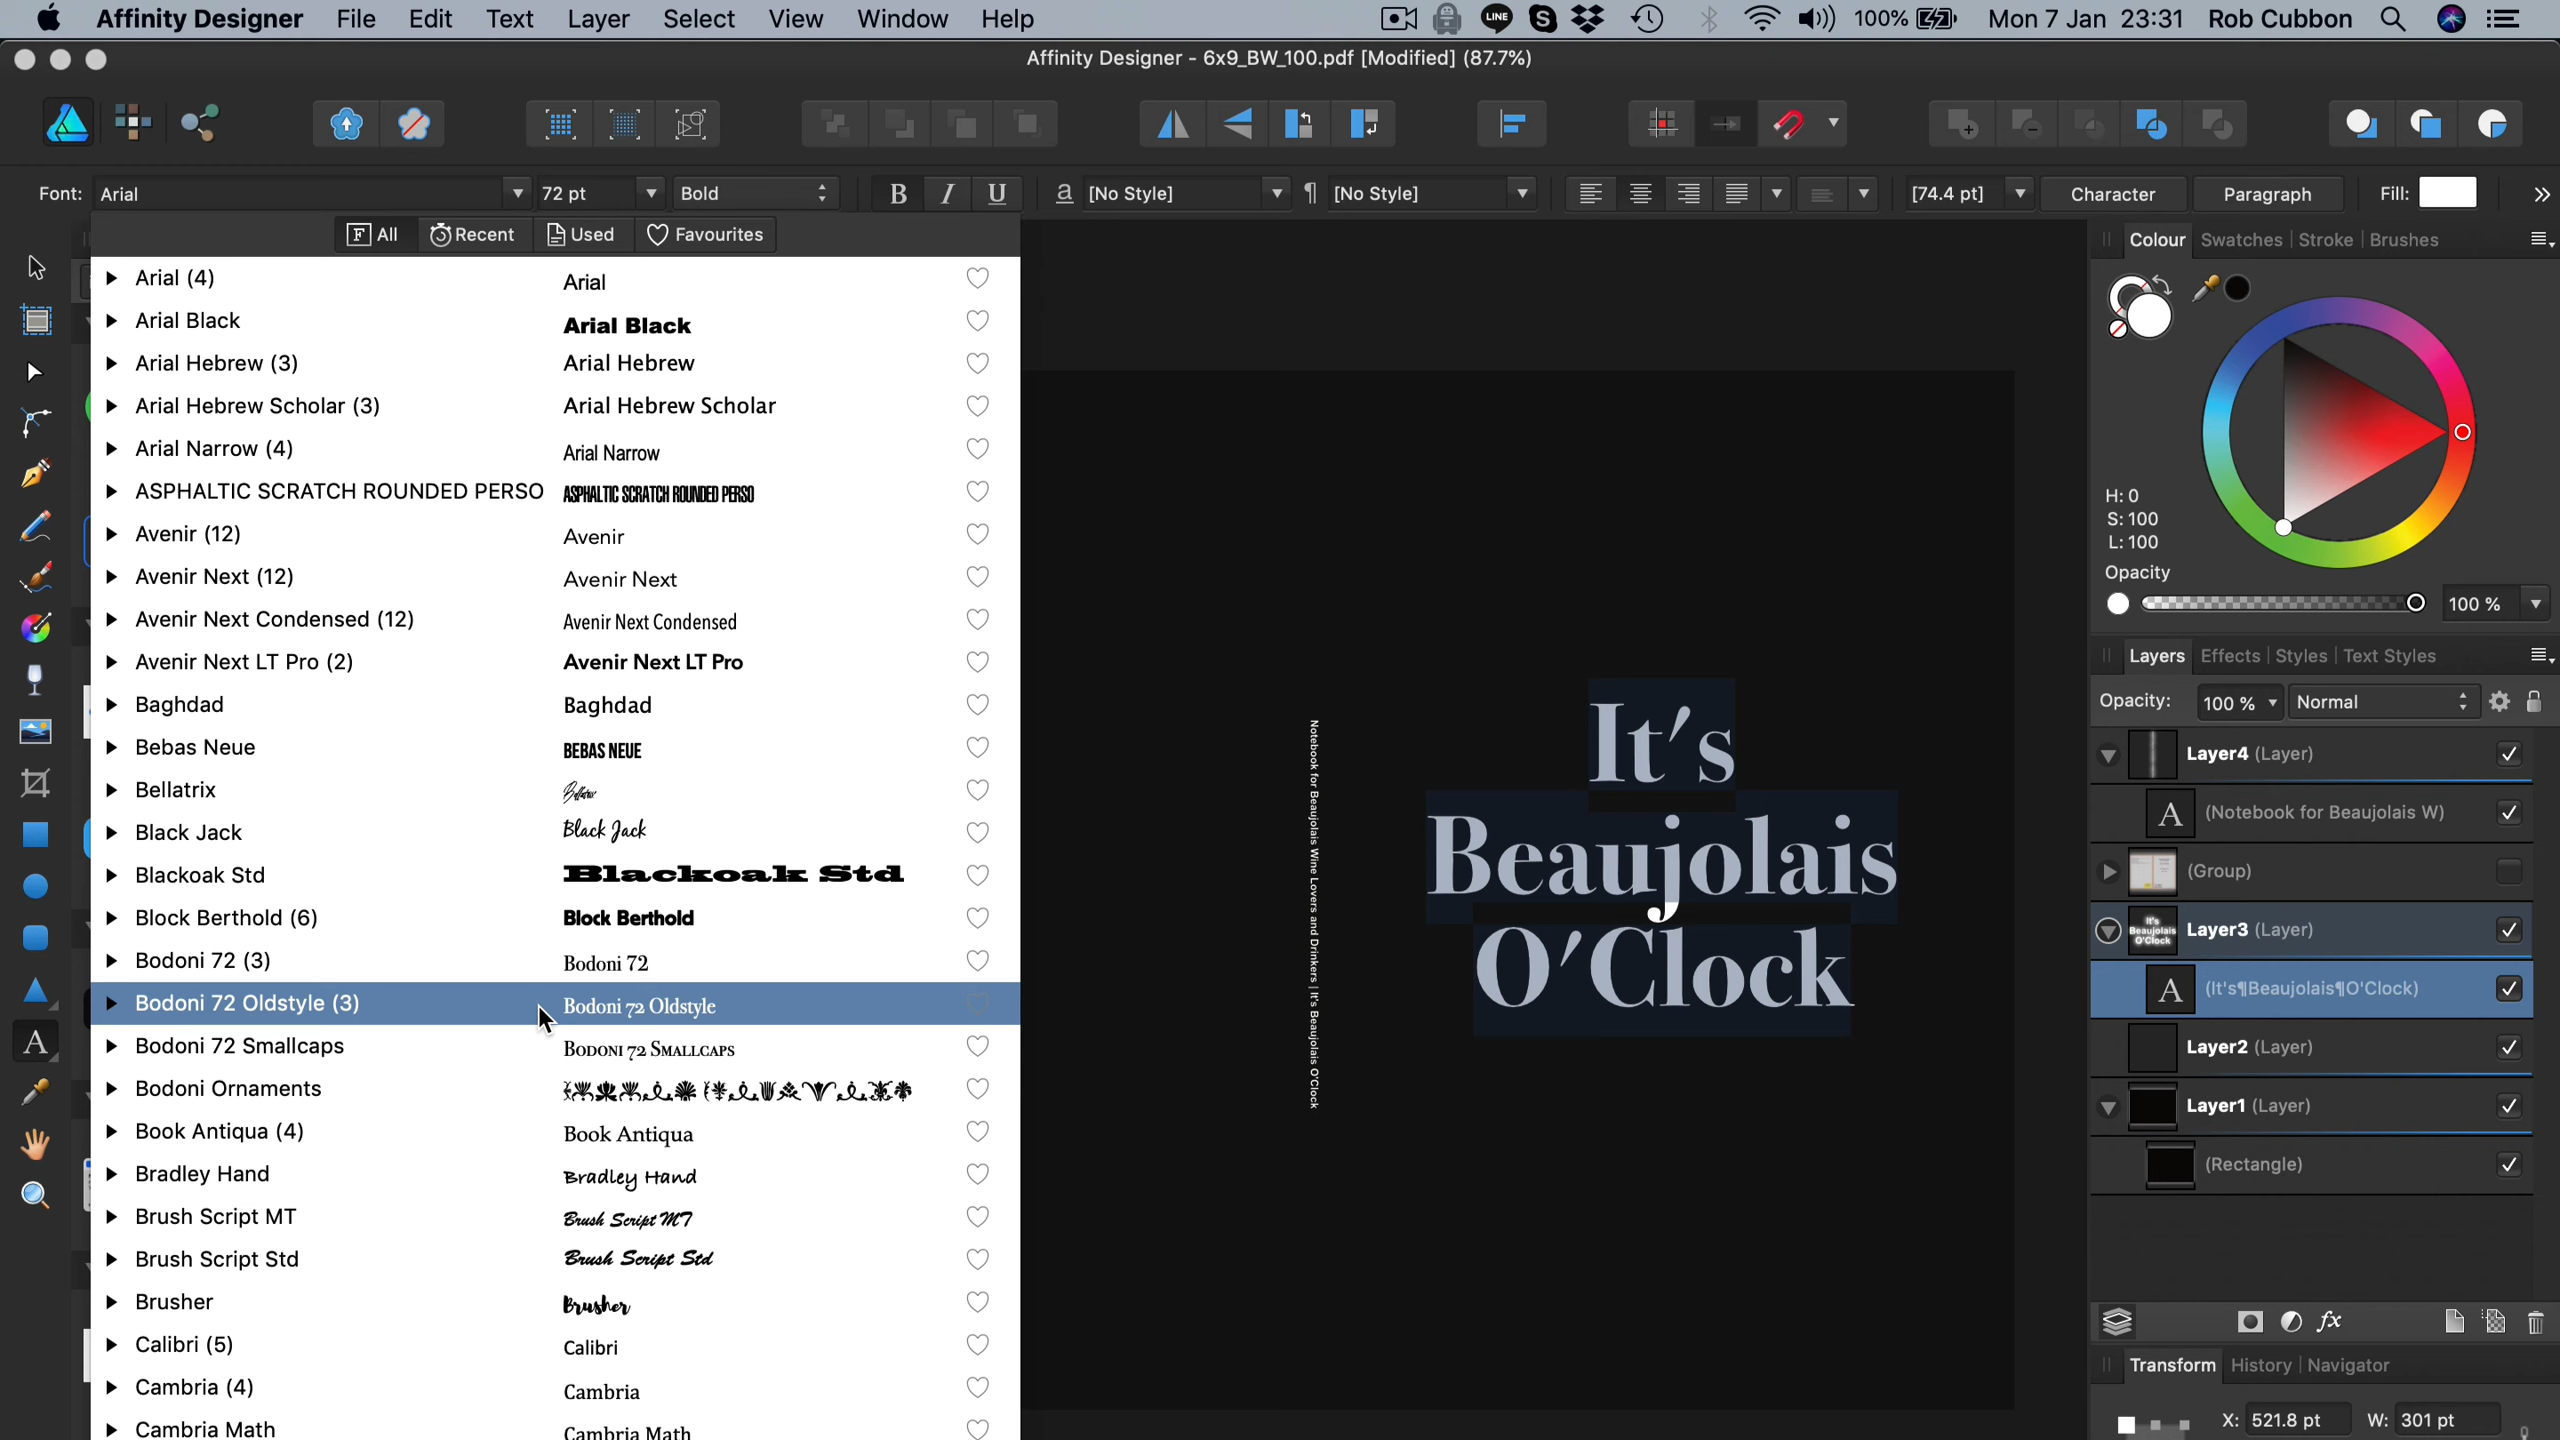 Affinity Designer File Edit Text Layer Select View Window Help LINE 100% Mon 7 Jan 23:31 Rob Cubbon
Affinity Designer - 6x9_BW_100.pdf [Modified] (87.7%)
Font: Arial 72 pt Bold B I U a [No Style] ¶ [No Style] [74.4 pt] Character Paragraph Fill:
All Recent Used Favourites
Arial (4) Arial
Arial Black Arial Black
Arial Hebrew (3) Arial Hebrew
Arial Hebrew Scholar (3) Arial Hebrew Scholar
Arial Narrow (4) Arial Narrow
ASPHALTIC SCRATCH ROUNDED PERSO ASPHALTIC SCRATCH ROUNDED PERSO
Avenir (12) Avenir
Avenir Next (12) Avenir Next
Avenir Next Condensed (12) Avenir Next Condensed
Avenir Next LT Pro (2) Avenir Next LT Pro
Baghdad Baghdad
Bebas Neue BEBAS NEUE
Bellatrix Bellatrix
Black Jack Black Jack
Blackoak Std Blackoak Std
Block Berthold (6) Block Berthold
Bodoni 72 (3) Bodoni 72
Bodoni 72 Oldstyle (3) Bodoni 72 Oldstyle
Bodoni 72 Smallcaps Bodoni 72 Smallcaps
Bodoni Ornaments
Book Antiqua (4) Book Antiqua
Bradley Hand Bradley Hand
Brush Script MT Brush Script MT
Brush Script Std Brush Script Std
Brusher Brusher
Calibri (5) Calibri
Cambria (4) Cambria
Cambria Math Cambria Math
Notebook for Beaujolais Wine Lovers and Drinkers | It's Beaujolais O'Clock
It's
Beaujolais
O'Clock
Colour Swatches Stroke Brushes
H: 0
S: 100
L: 100
Opacity
100 %
Layers Effects Styles Text Styles
Opacity: 100 % Normal
Layer4 (Layer)
A (Notebook for Beaujolais W)
(Group)
It's
Beaujolais
O'Clock
Layer3 (Layer)
A (It's¶Beaujolais¶O'Clock)
Layer2 (Layer)
Layer1 (Layer)
(Rectangle)
fx
Transform History Navigator
X: 521.8 pt W: 301 pt